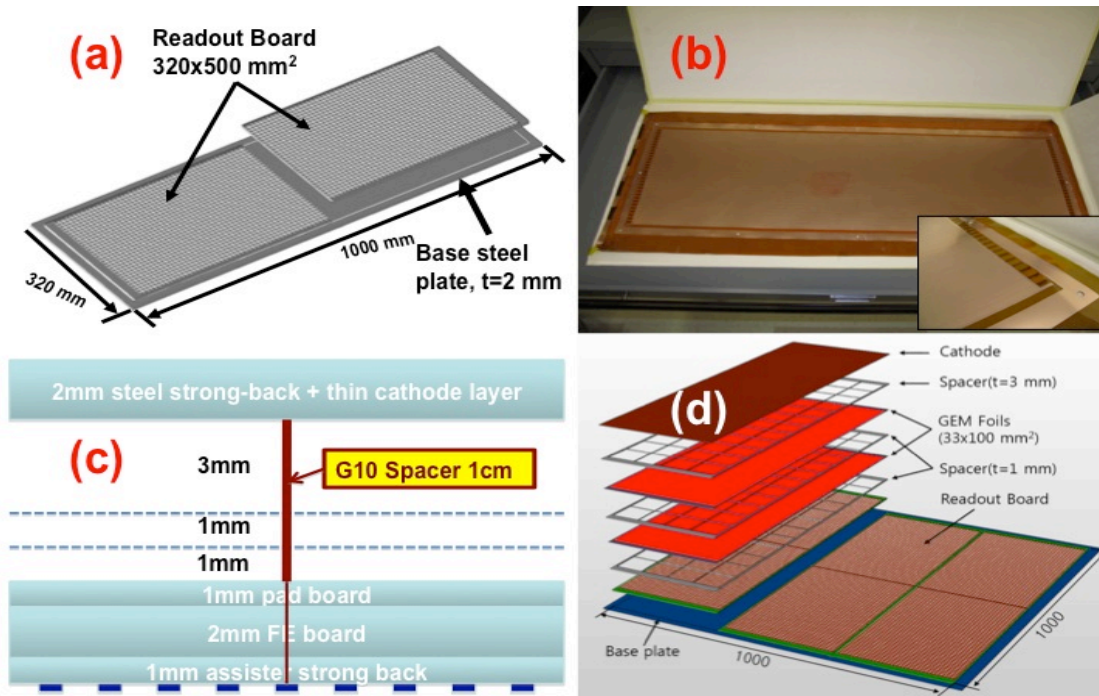 (a)
Readout Board
320x500 mm²
320 mm
1000 mm
Base steel
plate, t=2 mm
(b)
(c)
2mm steel strong-back + thin cathode layer
3mm
G10 Spacer 1cm
1mm
1mm
1mm pad board
2mm FE board
1mm assister strong back
(d)
Cathode
Spacer(t=3 mm)
GEM Foils
(33x100 mm²)
Spacer(t=1 mm)
Readout Board
Base plate
1000
1000